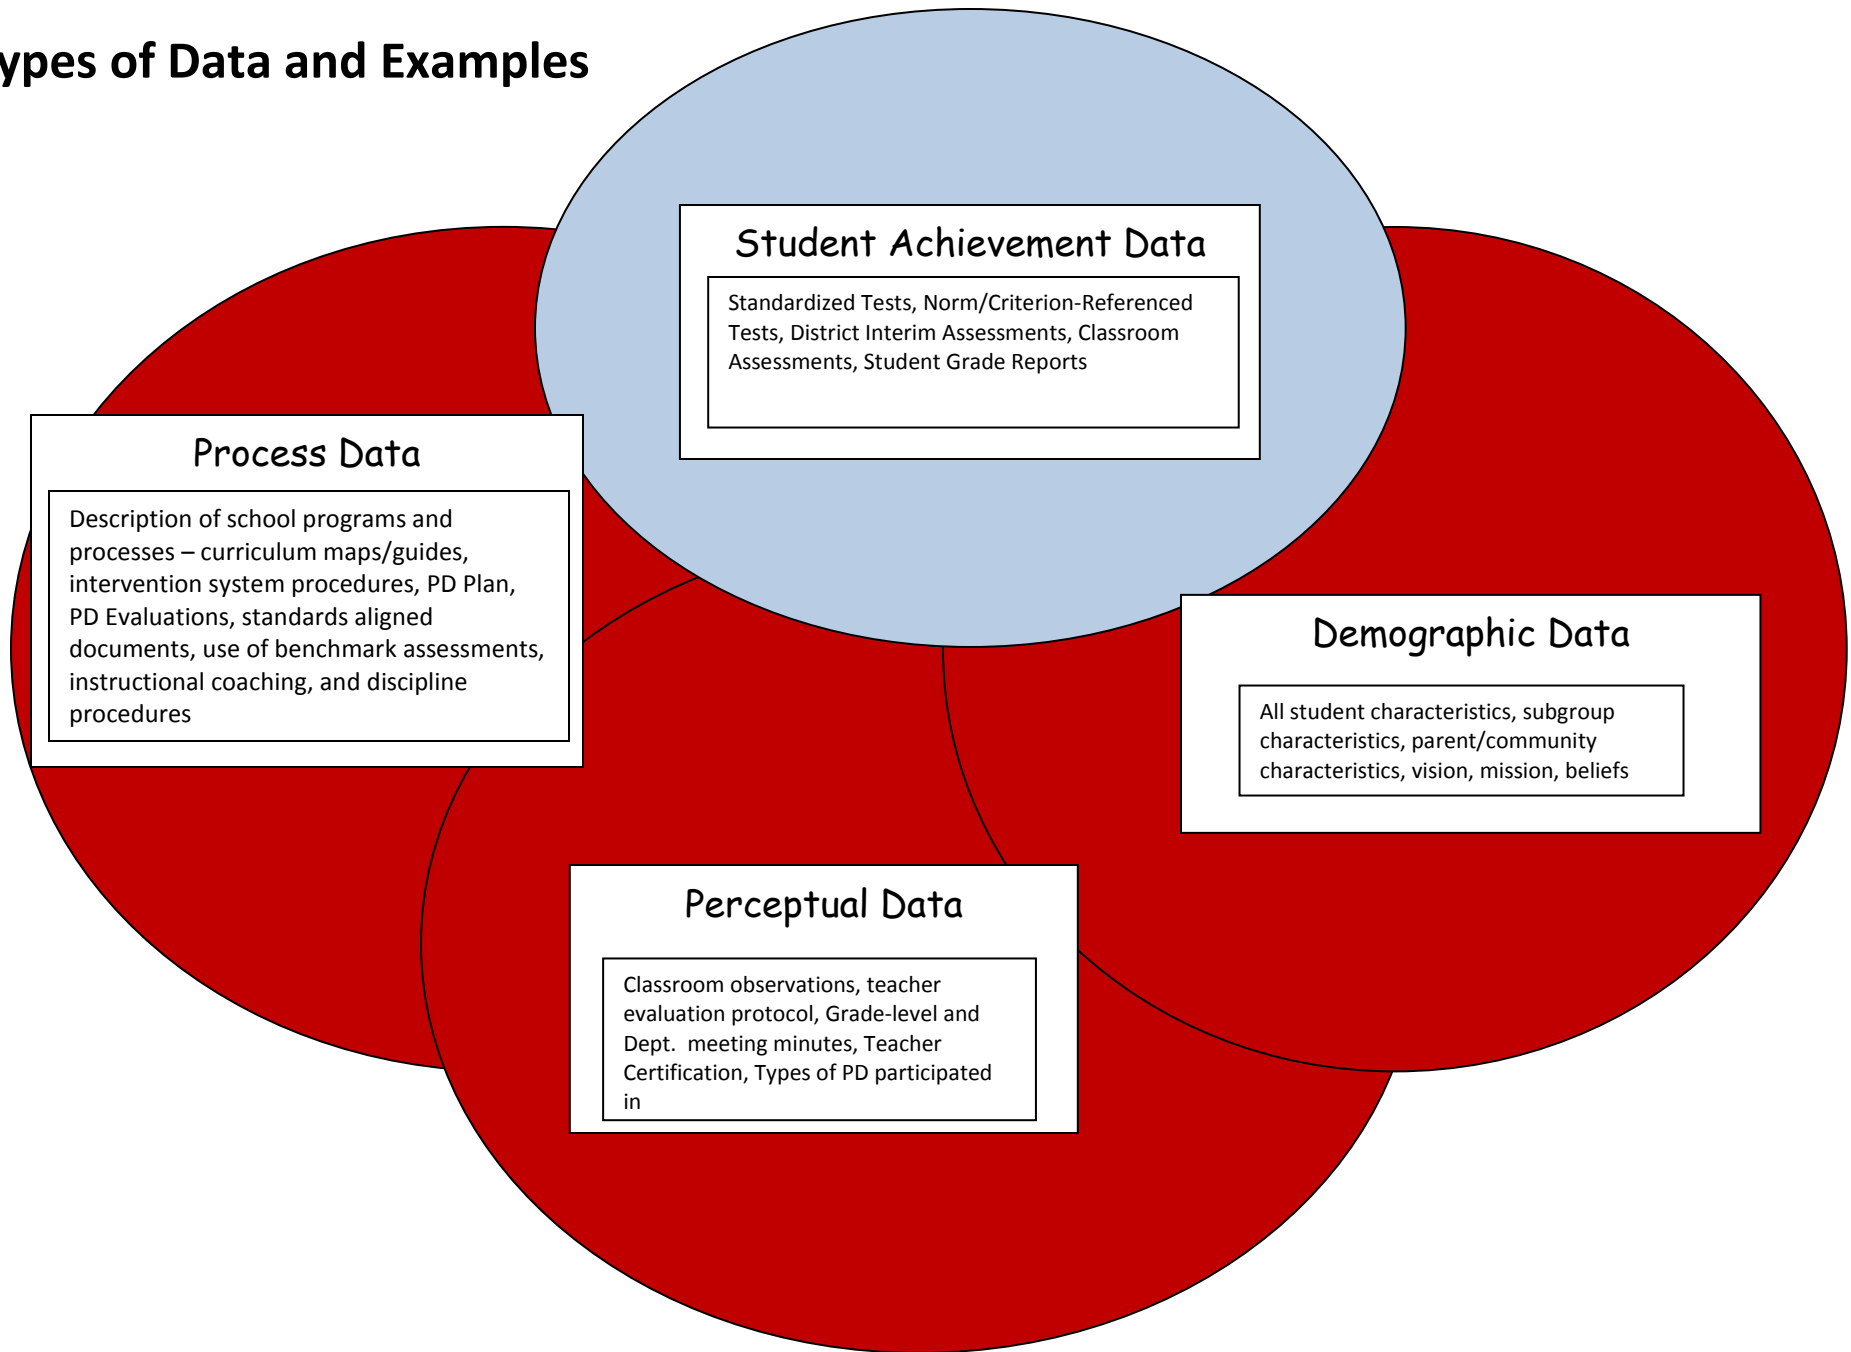 ypes of Data and Examples
Student Achievement Data
Standardized Tests, Norm/Criterion-Referenced
Tests, District Interim Assessments, Classroom
Assessments, Student Grade Reports
Process Data
Description of school programs and
processes – curriculum maps/guides,
intervention system procedures, PD Plan,
PD Evaluations, standards aligned
documents, use of benchmark assessments,
instructional coaching, and discipline
procedures
Demographic Data
All student characteristics, subgroup
characteristics, parent/community
characteristics, vision, mission, beliefs
Perceptual Data
Classroom observations, teacher
evaluation protocol, Grade-level and
Dept.  meeting minutes, Teacher
Certification, Types of PD participated
in